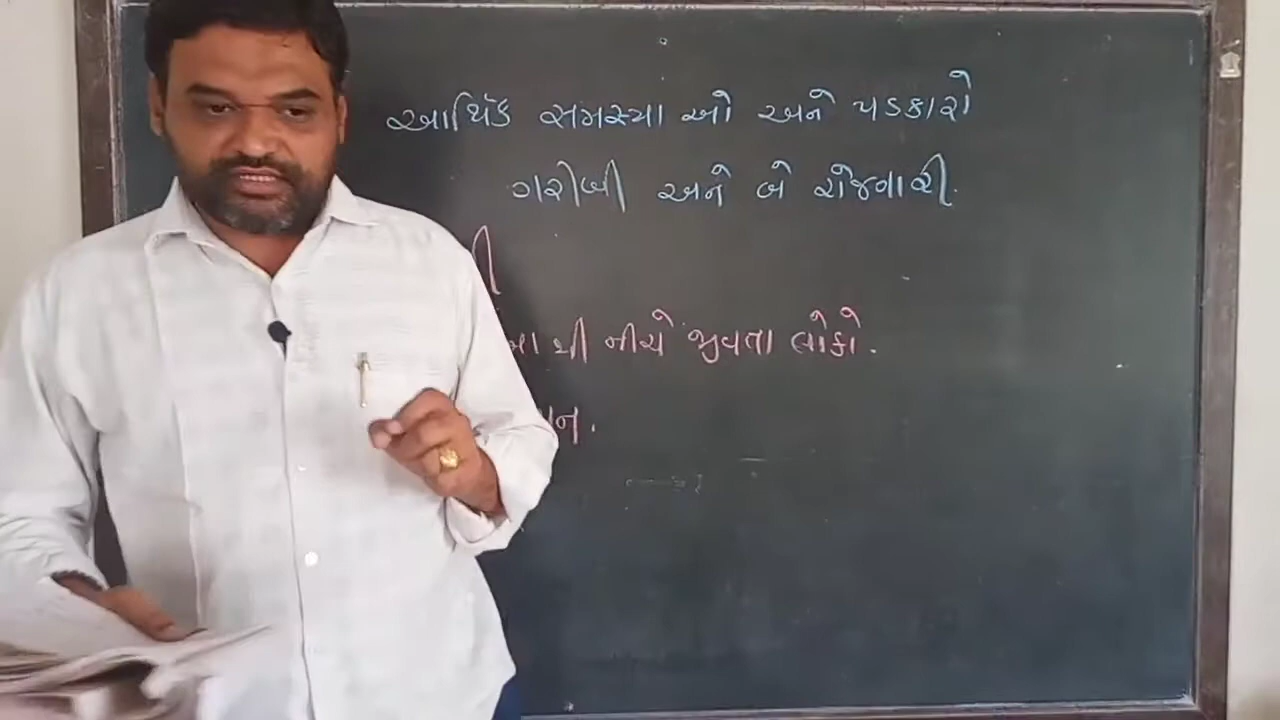 આર્થિક સમસ્યા ઓ અને પડકારો
ગરીબી અને બે રોજગારી.
થી નીચે જીવતા લોકો.